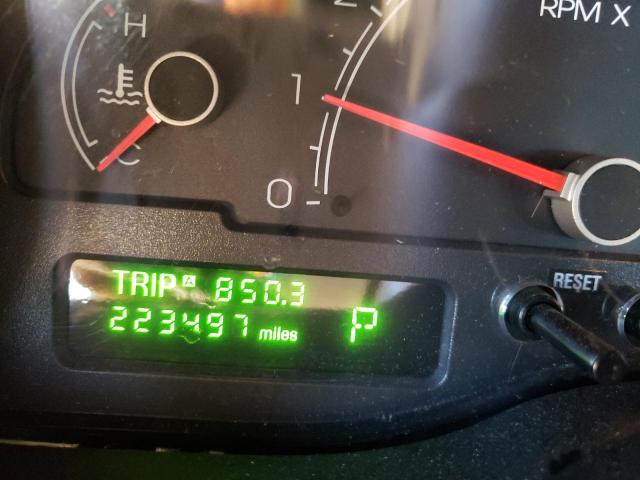 H
C
2
RPM X
1
0
TRIP A 850.3
223497 miles
P
RESET